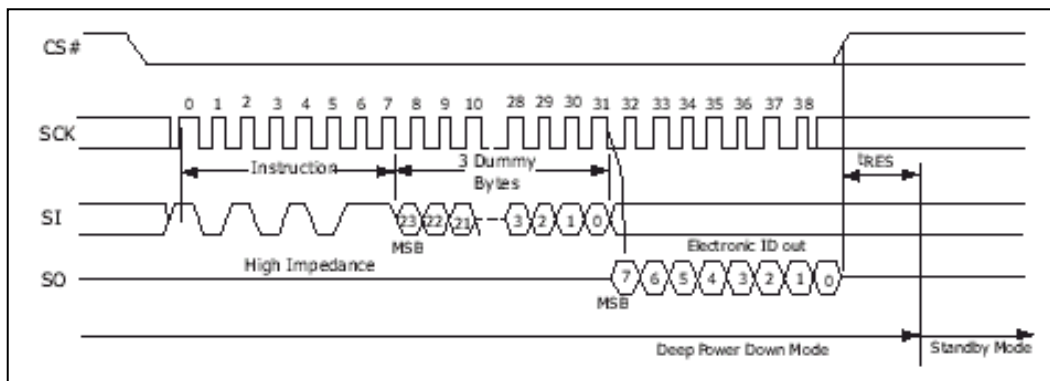 CS#
0 1 2 3 4 5 6 7 8 9 10 28 29 30 31 32 33 34 35 36 37 38
SCK
Instruction
3 Dummy
Bytes
tRES
SI
23 22 21 3 2 1 0
MSB
Electronic ID out
High Impedance
SO
7 6 5 4 3 2 1 0
MSB
Deep Power Down Mode
Standby Mode